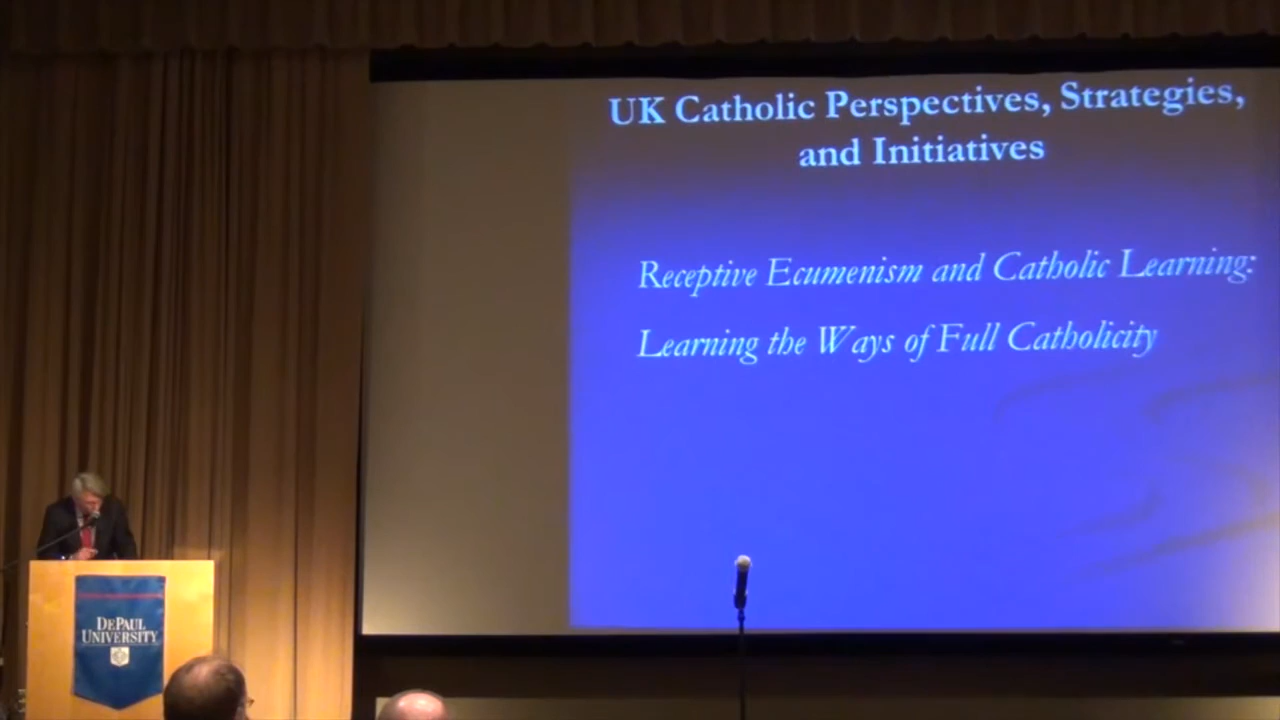 UK Catholic Perspectives, Strategies,
and Initiatives
Receptive Ecumenism and Catholic Learning:
Learning the Ways of Full Catholicity
DEPAUL
UNIVERSITY